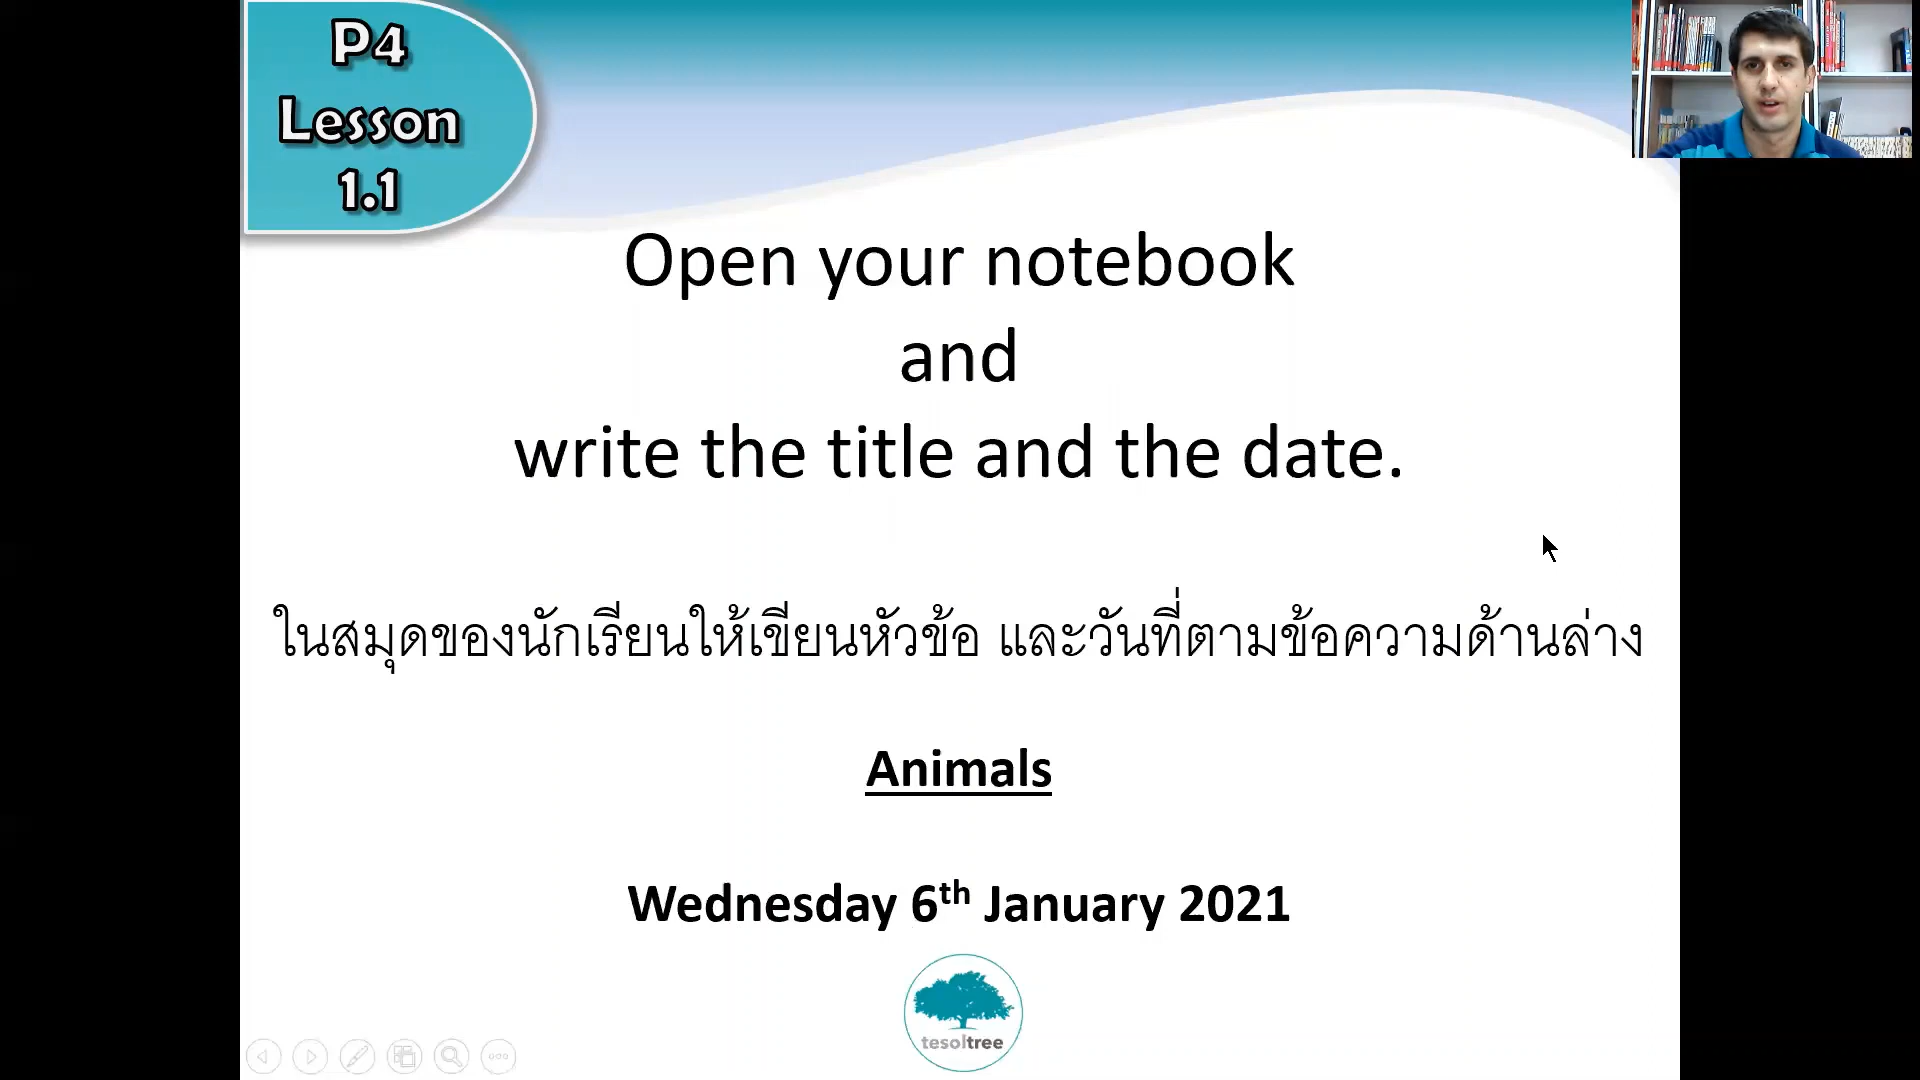 P4
Lesson
1.1
Open your notebook
and
write the title and the date.
ในสมุดของนักเรียนให้เขียนหัวข้อ และวันที่ตามข้อความด้านล่าง
Animals
Wednesday 6th January 2021
tesoltree